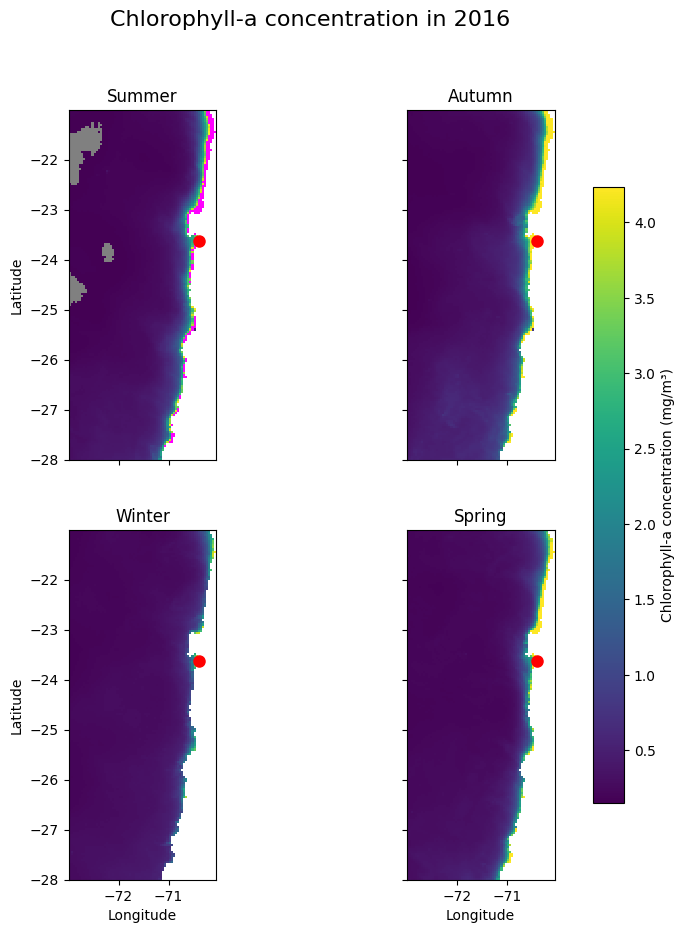 Chlorophyll-a concentration in 2016
Summer
Autumn
−22
−23
−24
−25
−26
−27
−28
Latitude
4.0
3.5
3.0
2.5
2.0
1.5
1.0
0.5
Chlorophyll-a concentration (mg/m³)
Winter
Spring
−22
−23
−24
−25
−26
−27
−28
Latitude
−72 −71
Longitude
−72 −71
Longitude